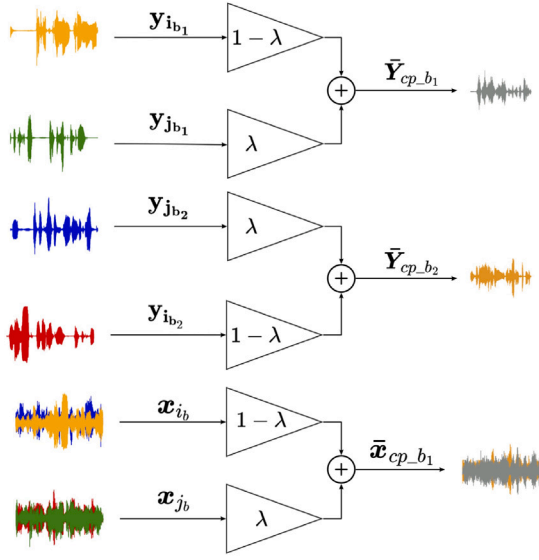 y_{i_{b_1}}
1 − λ
Ȳ_{cp_b_1}
+
y_{j_{b_1}}
λ
y_{j_{b_2}}
λ
Ȳ_{cp_b_2}
+
y_{i_{b_2}}
1 − λ
x_{i_b}
1 − λ
x̄_{cp_b_1}
+
x_{j_b}
λ